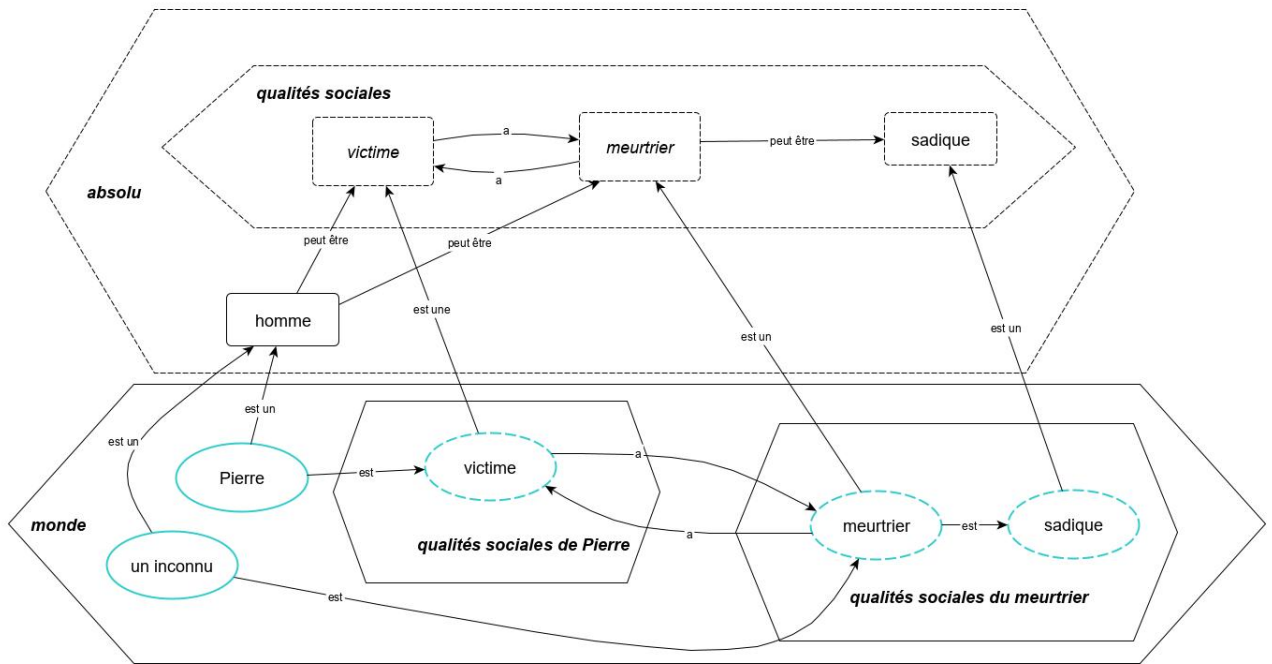 qualités sociales
victime
a
a
meurtrier
peut être
sadique
absolu
peut être
peut être
homme
est une
est un
est un
est un
est un
Pierre
est
victime
a
a
qualités sociales de Pierre
monde
un inconnu
est
meurtrier
est
sadique
qualités sociales du meurtrier